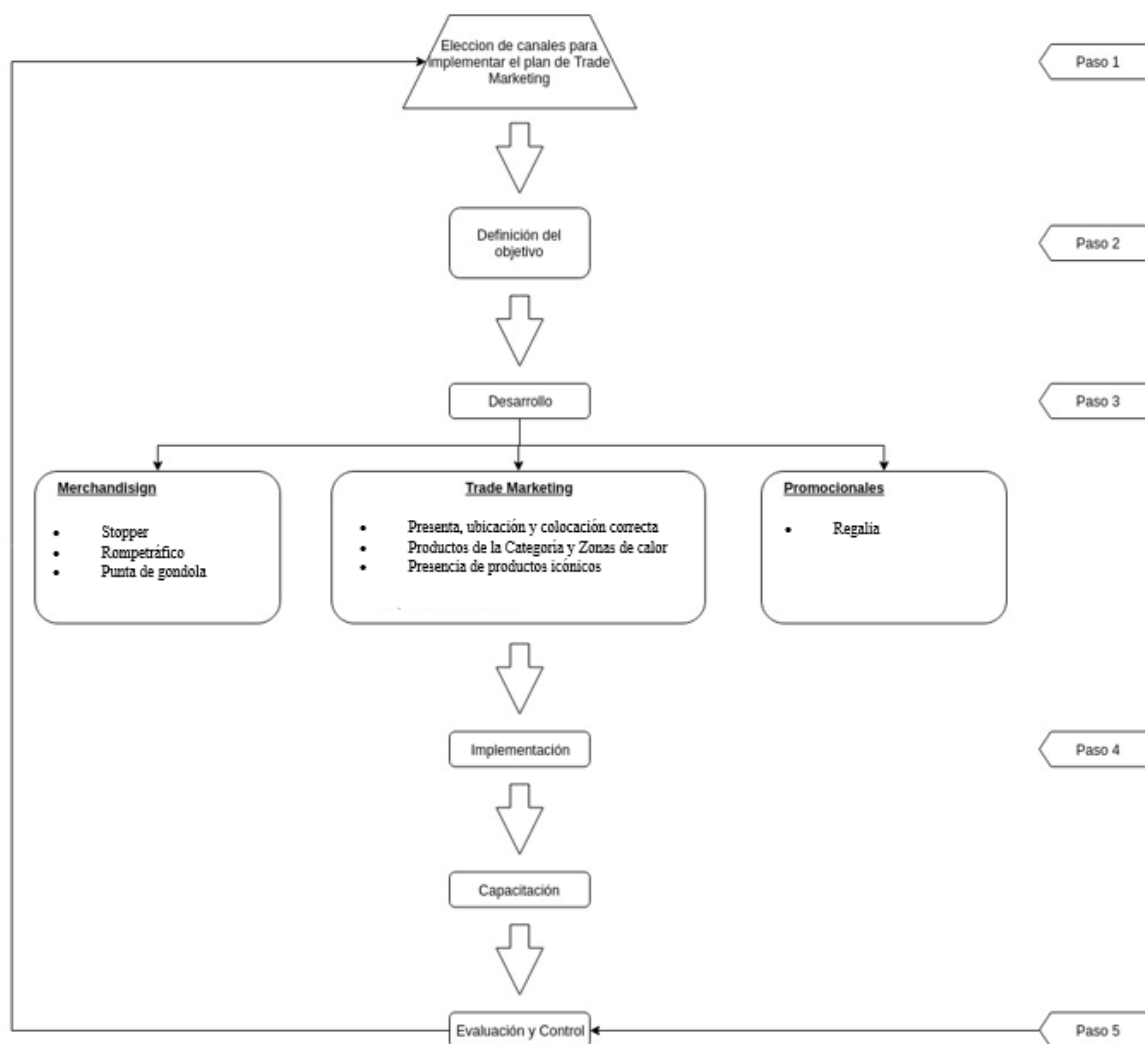 Eleccion de canales para
implementar el plan de Trade
Marketing
Paso 1
Definición del
objetivo
Paso 2
Desarrollo
Paso 3
Merchandisign
Stopper
Rompetráfico
Punta de gondola
Trade Marketing
Presenta, ubicación y colocación correcta
Productos de la Categoría y Zonas de calor
Presencia de productos icónicos
Promocionales
Regalía
Implementación
Paso 4
Capacitación
Evaluación y Control
Paso 5